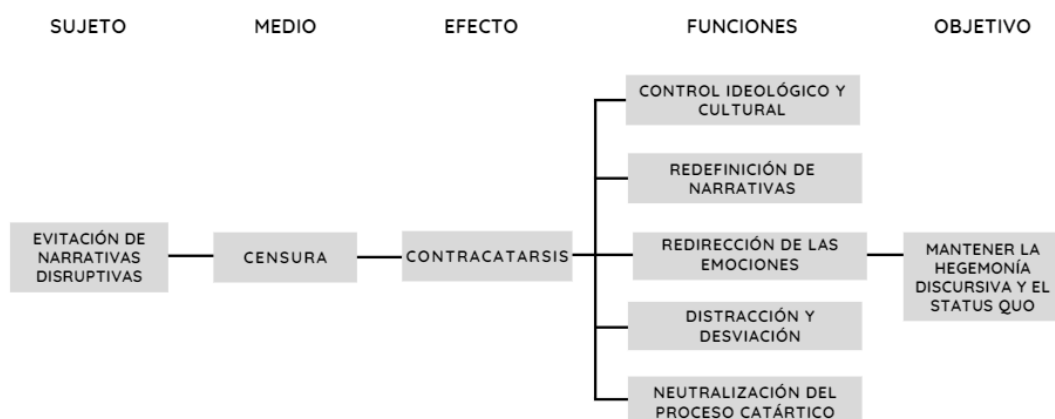 SUJETO
MEDIO
EFECTO
FUNCIONES
OBJETIVO
EVITACIÓN DE
NARRATIVAS
DISRUPTIVAS
CENSURA
CONTRACATARSIS
CONTROL IDEOLÓGICO Y
CULTURAL
REDEFINICIÓN DE
NARRATIVAS
REDIRECCIÓN DE LAS
EMOCIONES
DISTRACCIÓN Y
DESVIACIÓN
NEUTRALIZACIÓN DEL
PROCESO CATÁRTICO
MANTENER LA
HEGEMONÍA
DISCURSIVA Y EL
STATUS QUO